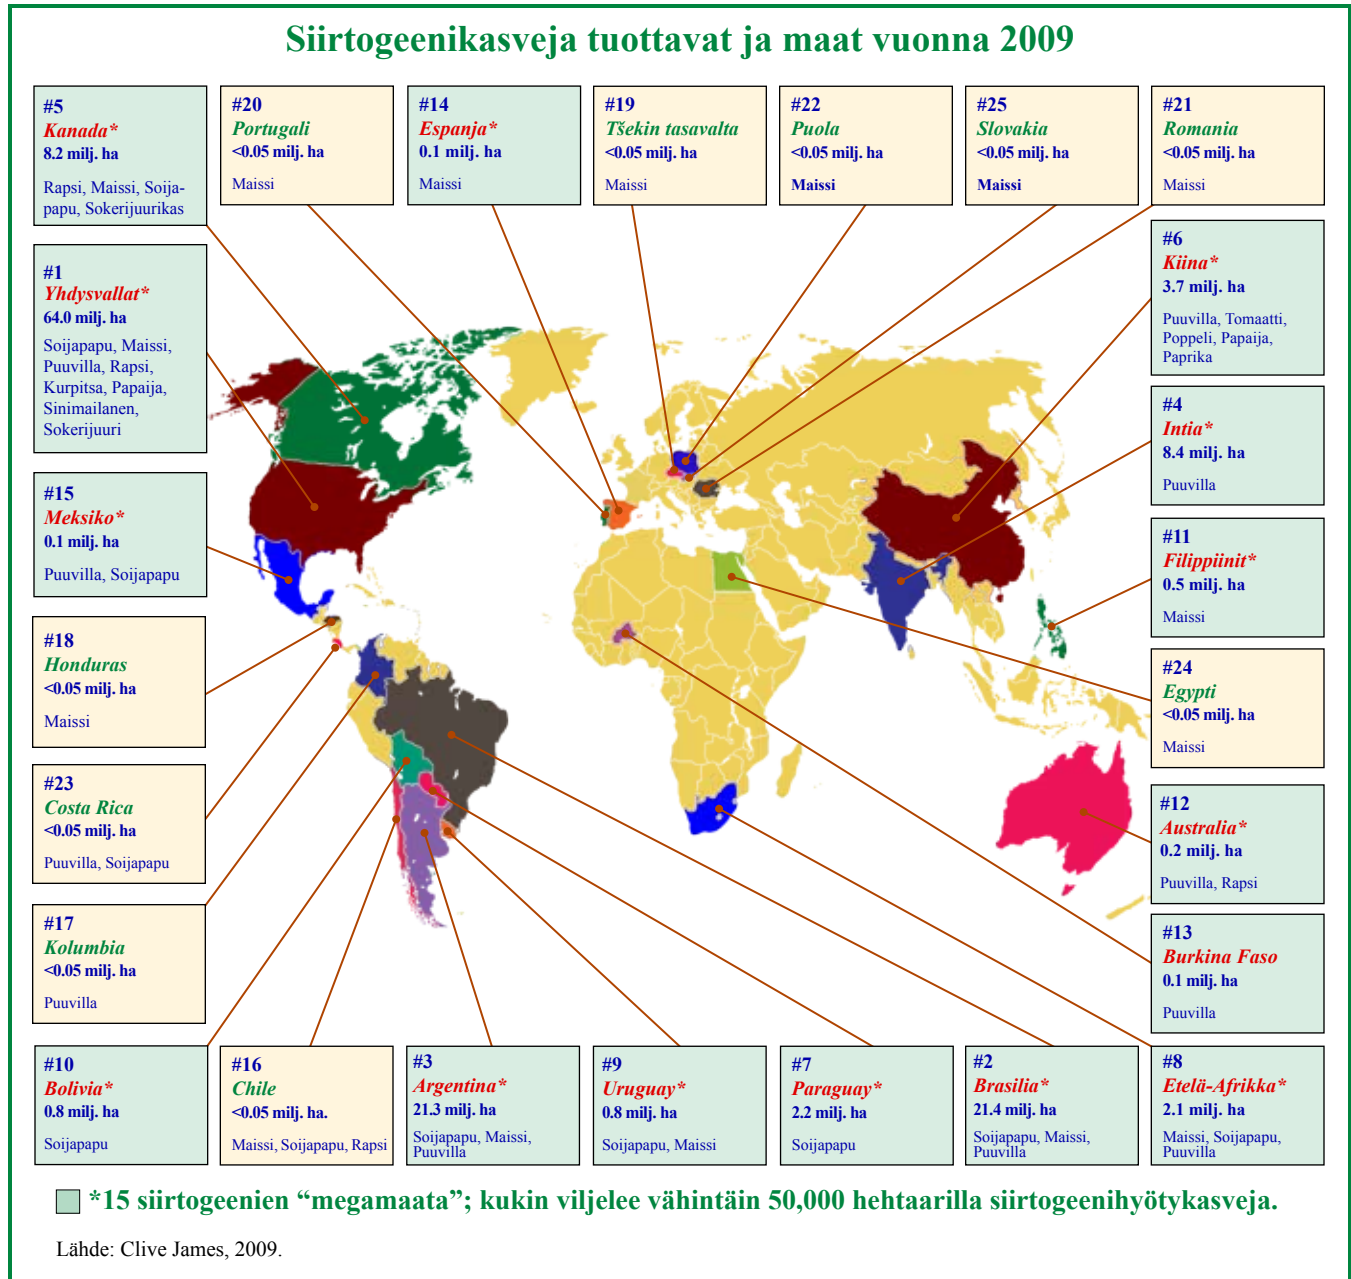 Siirtogeenikasveja tuottavat ja maat vuonna 2009
#5
Kanada*
8.2 milj. ha
Rapsi, Maissi, Soija-
papu, Sokerijuurikas
#20
Portugali
<0.05 milj. ha
Maissi
#14
Espanja*
0.1 milj. ha
Maissi
#19
Tšekin tasavalta
<0.05 milj. ha
Maissi
#22
Puola
<0.05 milj. ha
Maissi
#25
Slovakia
<0.05 milj. ha
Maissi
#21
Romania
<0.05 milj. ha
Maissi
#1
Yhdysvallat*
64.0 milj. ha
Soijapapu, Maissi,
Puuvilla, Rapsi,
Kurpitsa, Papaija,
Sinimailanen,
Sokerijuuri
#6
Kiina*
3.7 milj. ha
Puuvilla, Tomaatti,
Poppeli, Papaija,
Paprika
#4
Intia*
8.4 milj. ha
Puuvilla
#15
Meksiko*
0.1 milj. ha
Puuvilla, Soijapapu
#11
Filippiinit*
0.5 milj. ha
Maissi
#18
Honduras
<0.05 milj. ha
Maissi
#24
Egypti
<0.05 milj. ha
Maissi
#23
Costa Rica
<0.05 milj. ha
Puuvilla, Soijapapu
#12
Australia*
0.2 milj. ha
Puuvilla, Rapsi
#17
Kolumbia
<0.05 milj. ha
Puuvilla
#13
Burkina Faso
0.1 milj. ha
Puuvilla
#10
Bolivia*
0.8 milj. ha
Soijapapu
#16
Chile
<0.05 milj. ha.
Maissi, Soijapapu, Rapsi
#3
Argentina*
21.3 milj. ha
Soijapapu, Maissi,
Puuvilla
#9
Uruguay*
0.8 milj. ha
Soijapapu, Maissi
#7
Paraguay*
2.2 milj. ha
Soijapapu
#2
Brasilia*
21.4 milj. ha
Soijapapu, Maissi,
Puuvilla
#8
Etelä-Afrikka*
2.1 milj. ha
Maissi, Soijapapu,
Puuvilla
*15 siirtogeenien “megamaata”; kukin viljelee vähintäin 50,000 hehtaarilla siirtogeenihyötykasveja.
Lähde: Clive James, 2009.